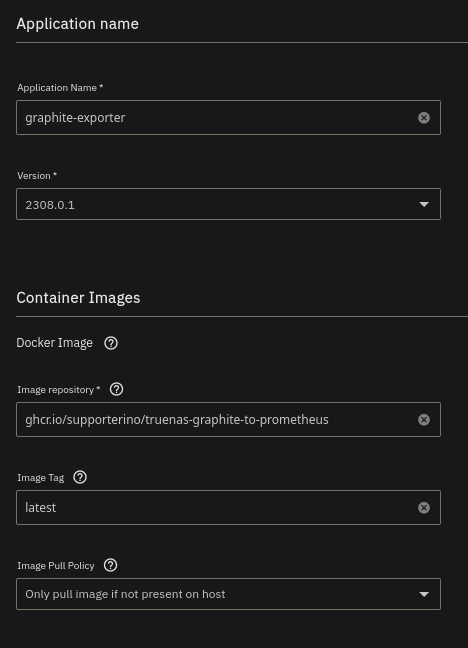 Application name
Application Name *
graphite-exporter
Version *
2308.0.1
Container Images
Docker Image
Image repository *
ghcr.io/supporterino/truenas-graphite-to-prometheus
Image Tag
latest
Image Pull Policy
Only pull image if not present on host